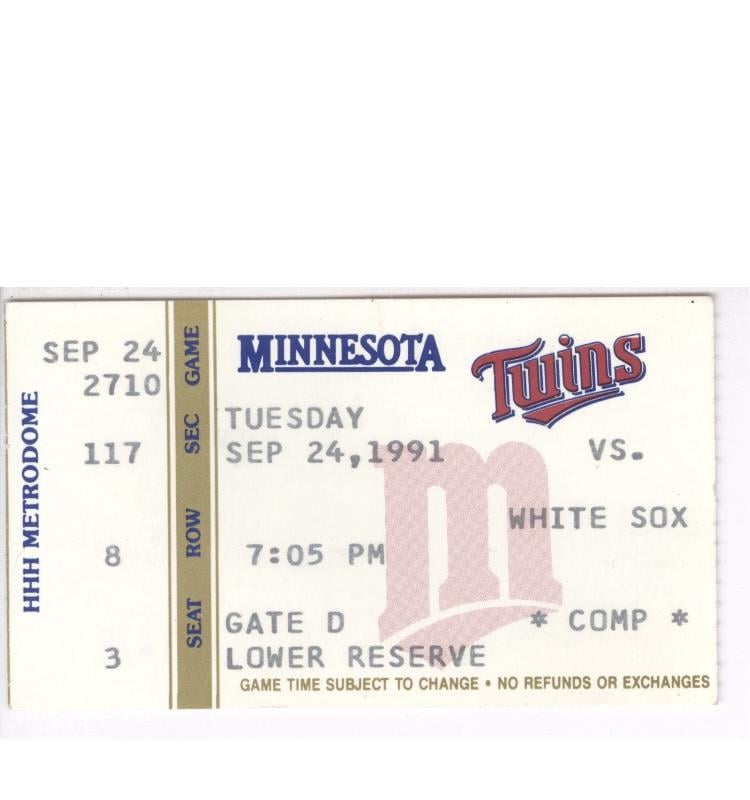 HHH METRODOME
SEP 24
2710
117
8
3
GAME
SEC
ROW
SEAT
MINNESOTA Twins
TUESDAY
SEP 24,1991 VS.
WHITE SOX
7:05 PM
GATE D * COMP *
LOWER RESERVE
GAME TIME SUBJECT TO CHANGE • NO REFUNDS OR EXCHANGES
m